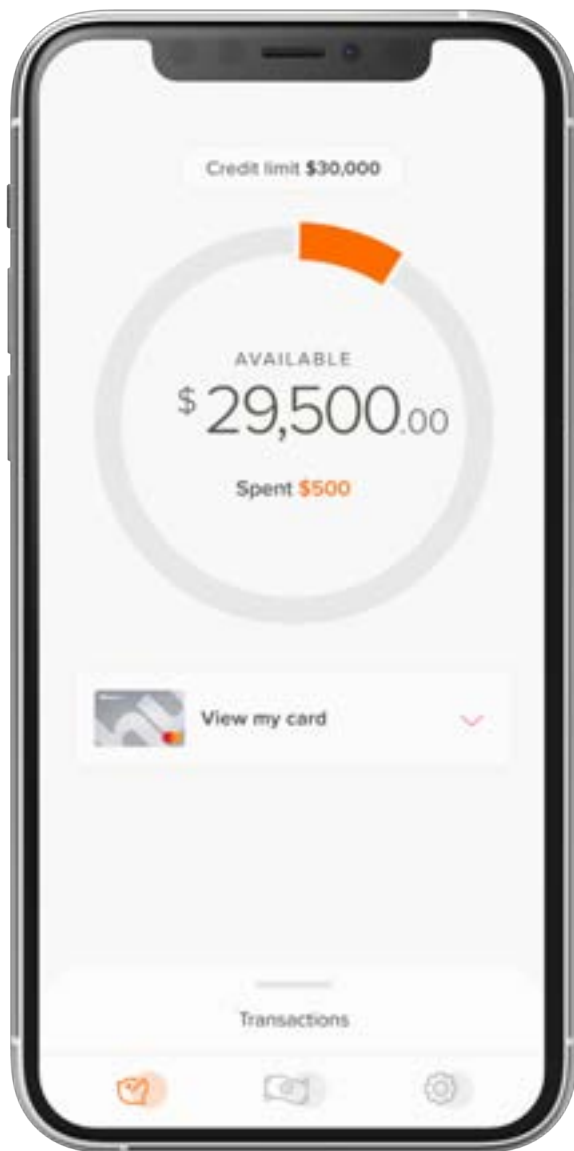 Credit limit $30,000
AVAILABLE
$29,500.00
Spent $500
View my card
Transactions